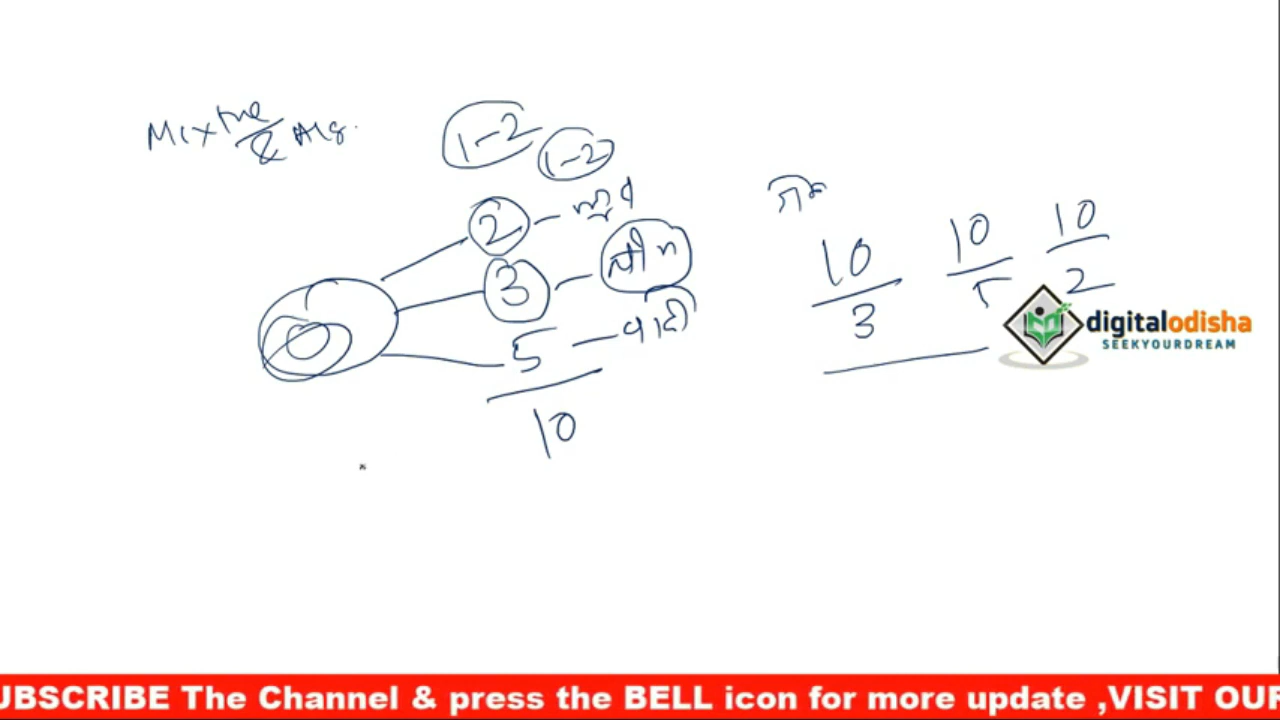 Mixture & Alg.
1-2
1-2
2 -
3 - चीन
5 -
10
10/3 10/5 10/2
digitalodisha
SEEKYOURDREAM
UBSCRIBE The Channel & press the BELL icon for more update ,VISIT OUR